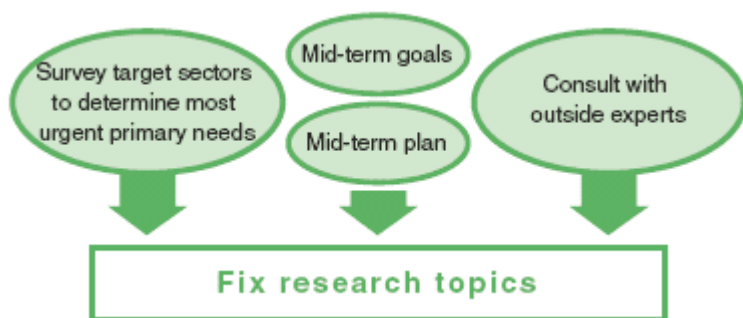 Survey target sectors
to determine most
urgent primary needs
Mid-term goals
Mid-term plan
Consult with
outside experts
Fix research topics